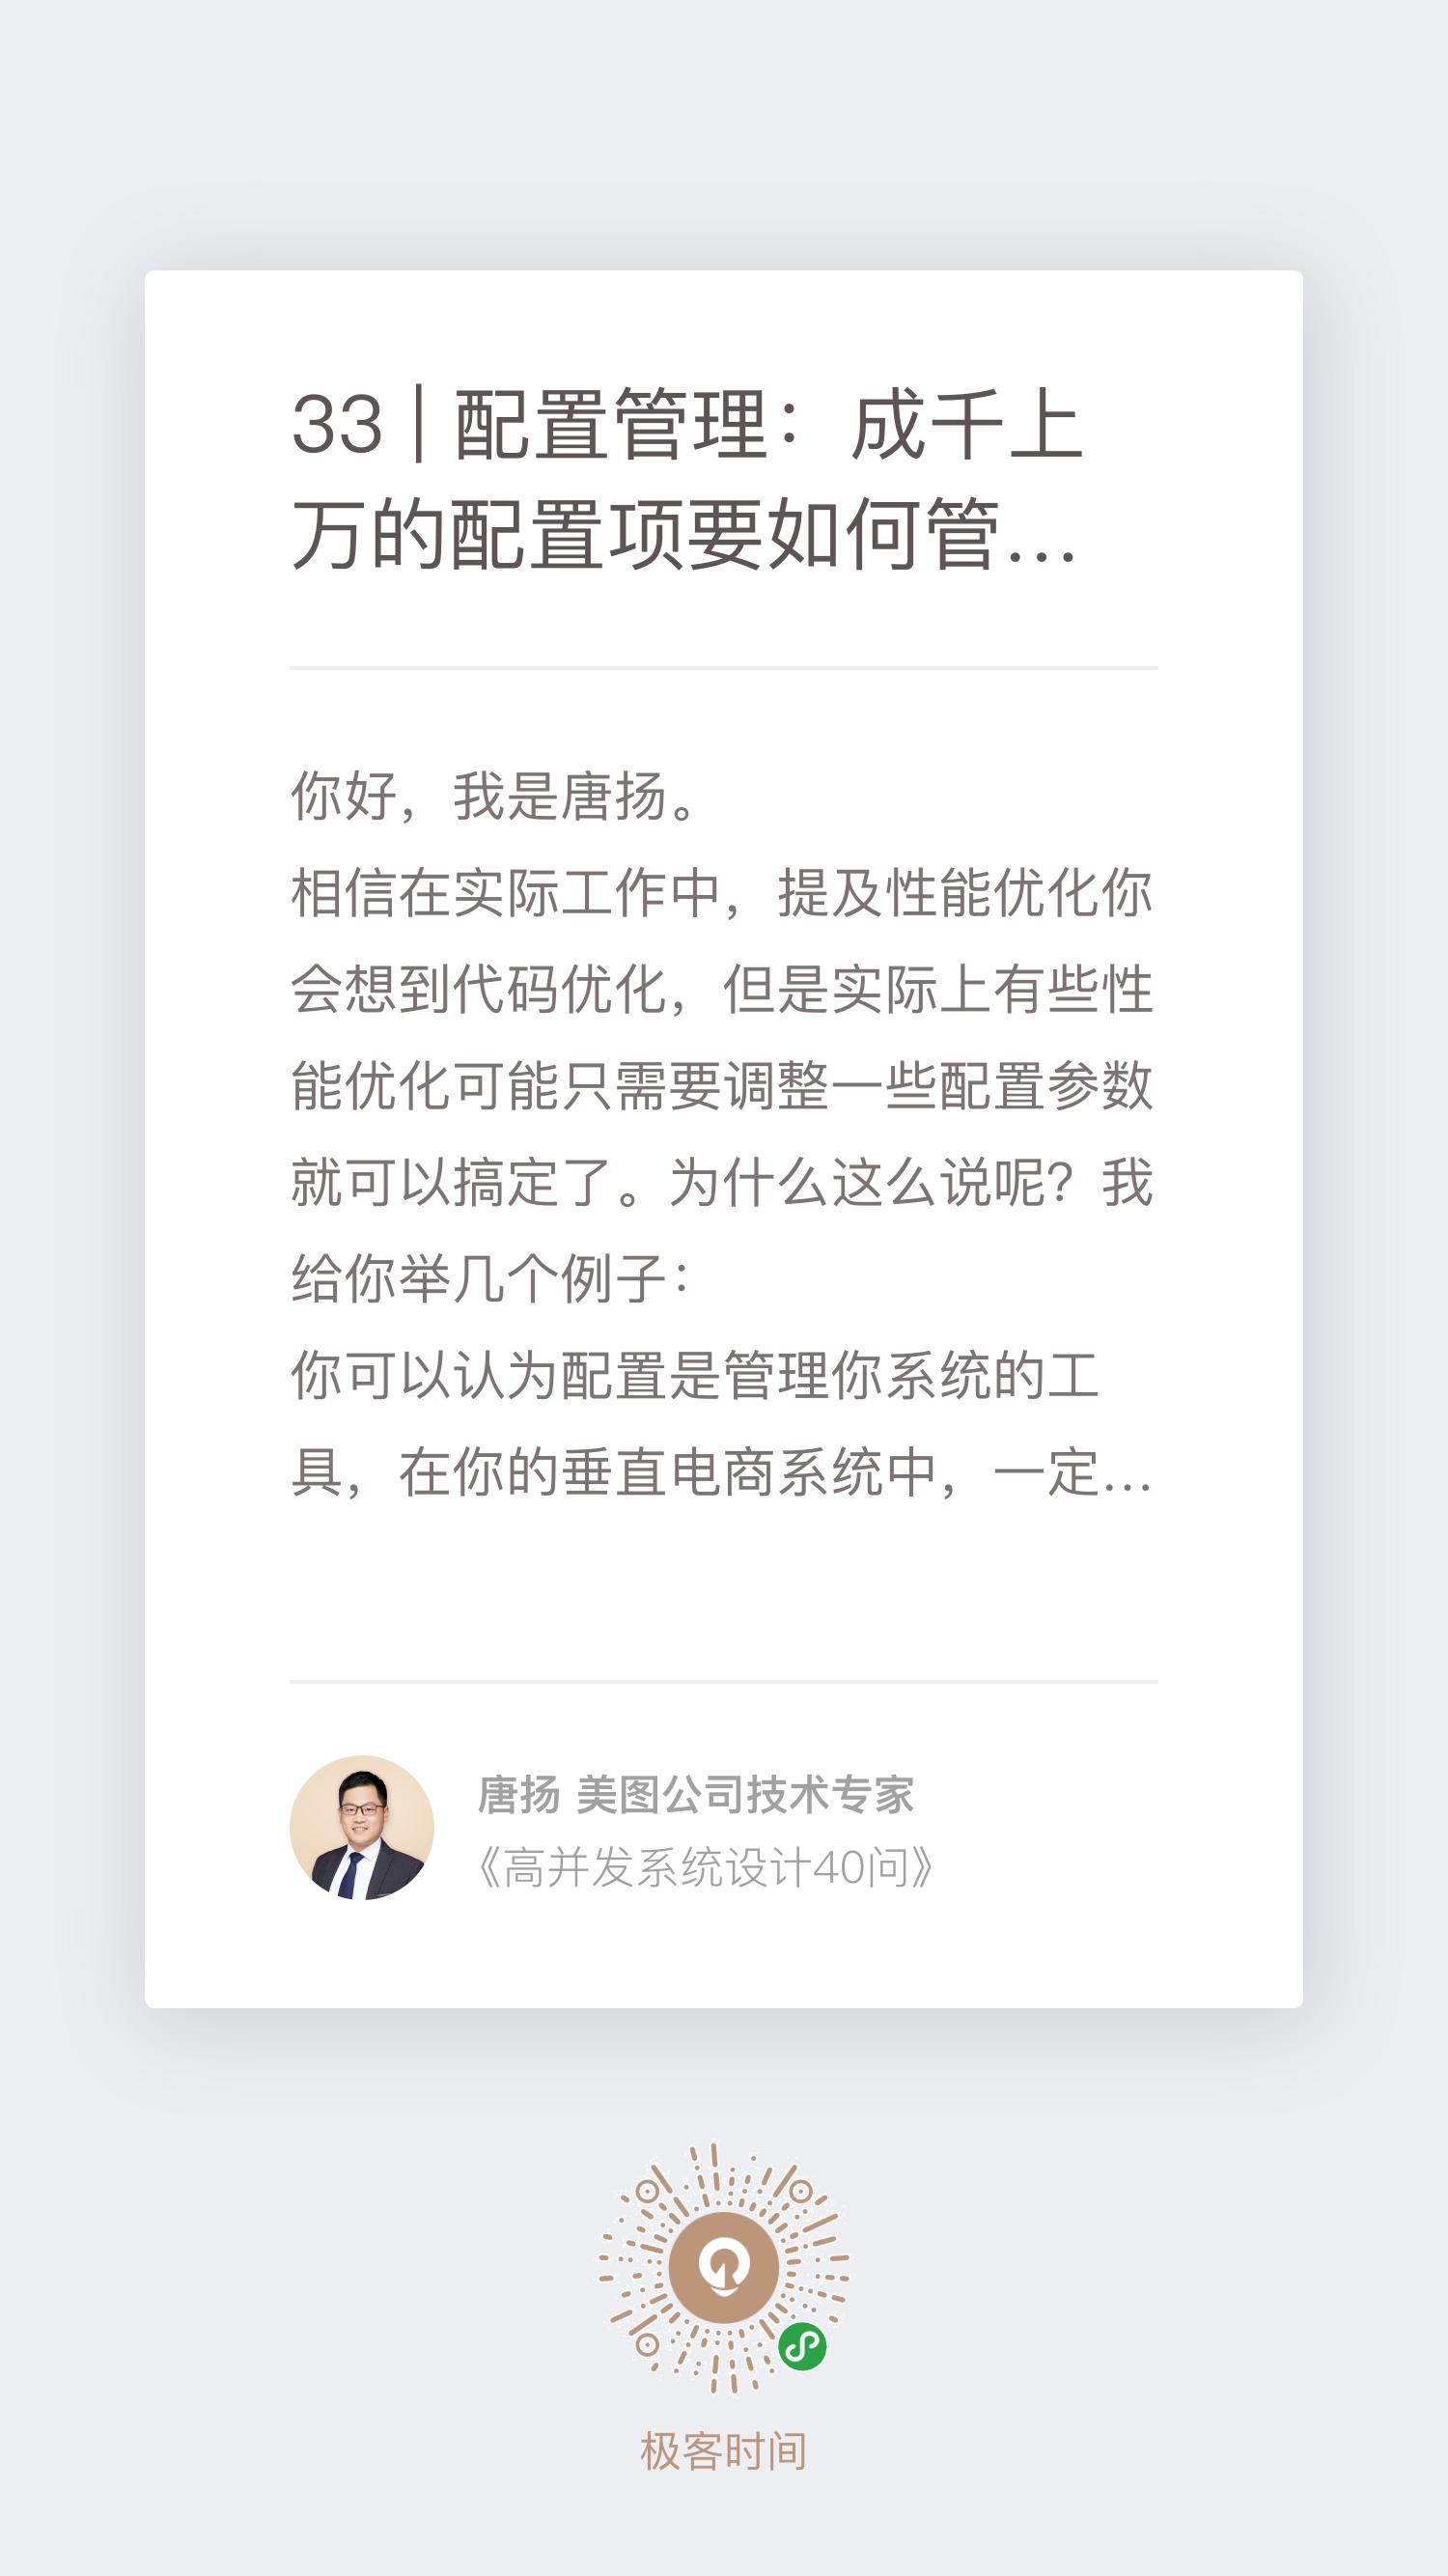 33 | 配置管理：成千上
万的配置项要如何管...
你好，我是唐扬。
相信在实际工作中，提及性能优化你
会想到代码优化，但是实际上有些性
能优化可能只需要调整一些配置参数
就可以搞定了。为什么这么说呢？我
给你举几个例子：
你可以认为配置是管理你系统的工
具，在你的垂直电商系统中，一定...
唐扬 美图公司技术专家
《高并发系统设计40问》
极客时间